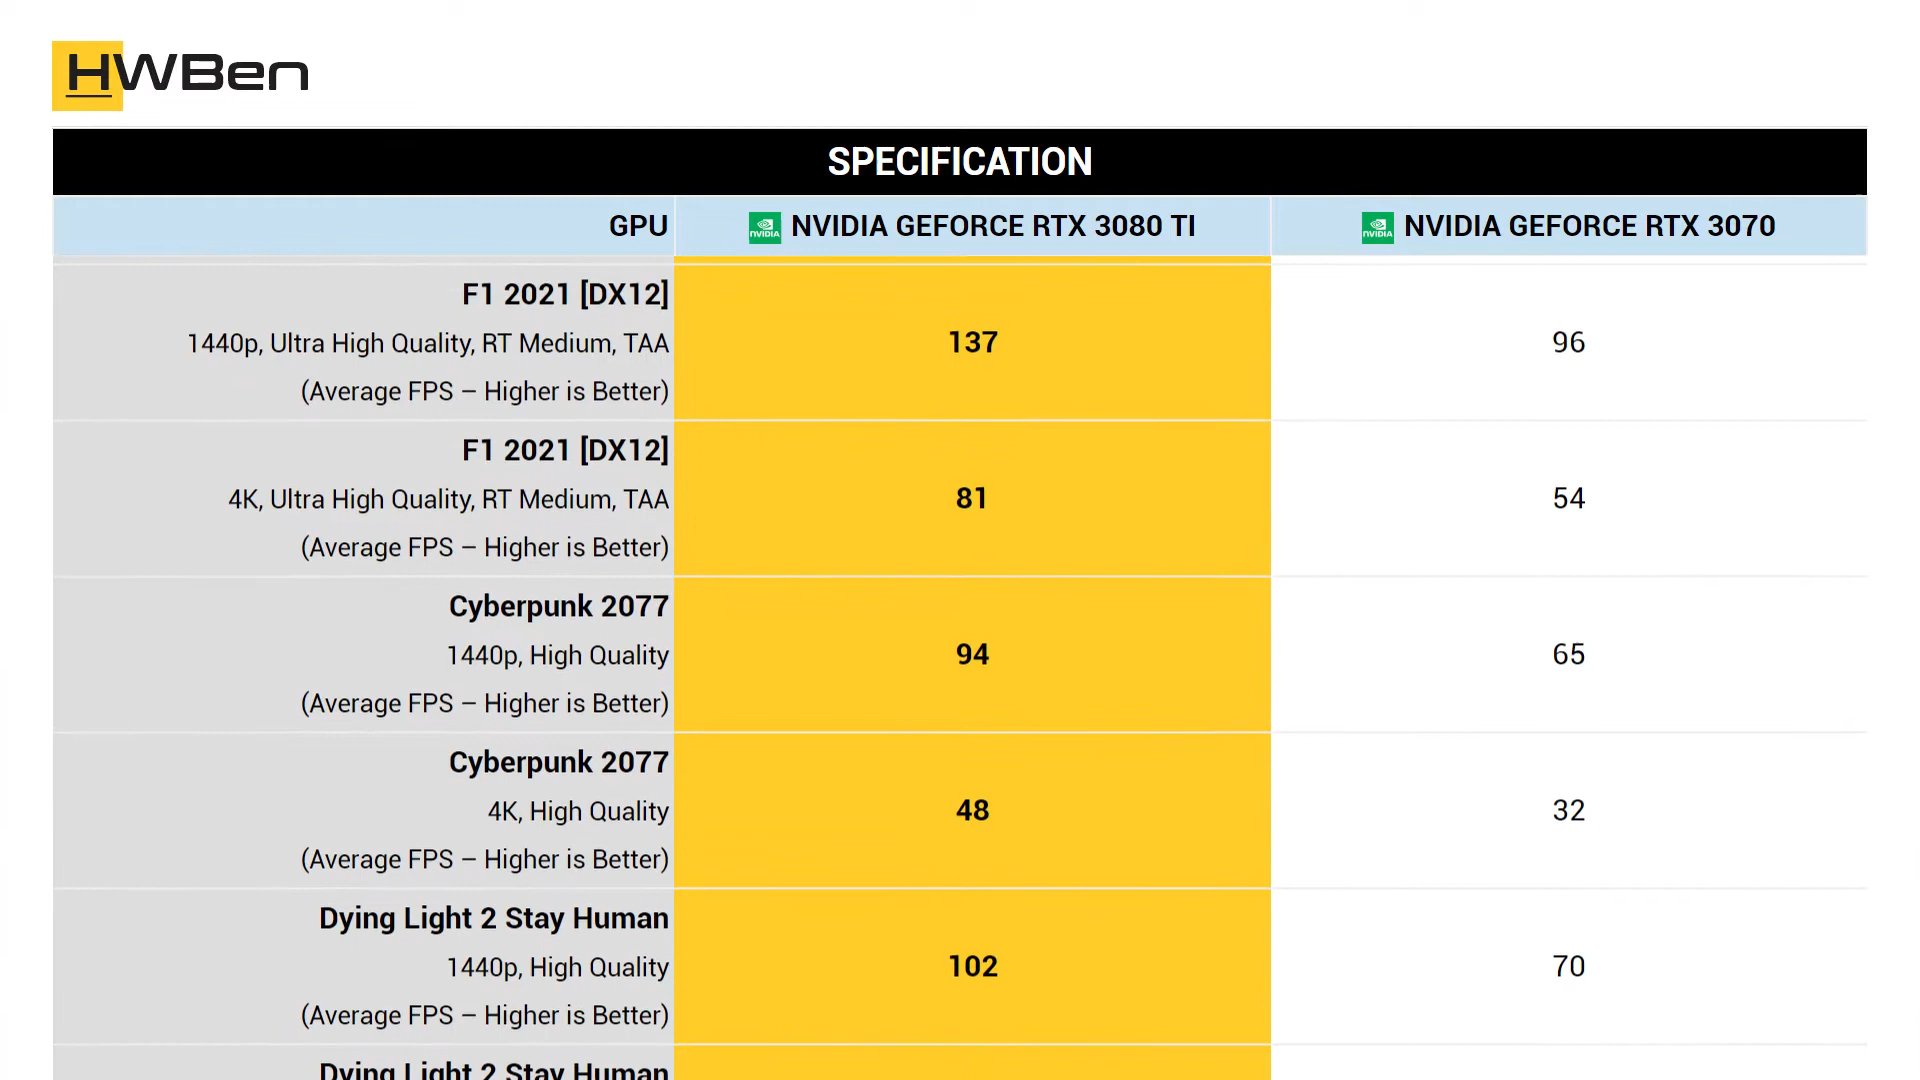 HWBen
SPECIFICATION
GPU
NVIDIA NVIDIA GEFORCE RTX 3080 TI
NVIDIA NVIDIA GEFORCE RTX 3070
F1 2021 [DX12]
1440p, Ultra High Quality, RT Medium, TAA
(Average FPS – Higher is Better)
137
96
F1 2021 [DX12]
4K, Ultra High Quality, RT Medium, TAA
(Average FPS – Higher is Better)
81
54
Cyberpunk 2077
1440p, High Quality
(Average FPS – Higher is Better)
94
65
Cyberpunk 2077
4K, High Quality
(Average FPS – Higher is Better)
48
32
Dying Light 2 Stay Human
1440p, High Quality
(Average FPS – Higher is Better)
102
70
Dying Light 2 Stay Human